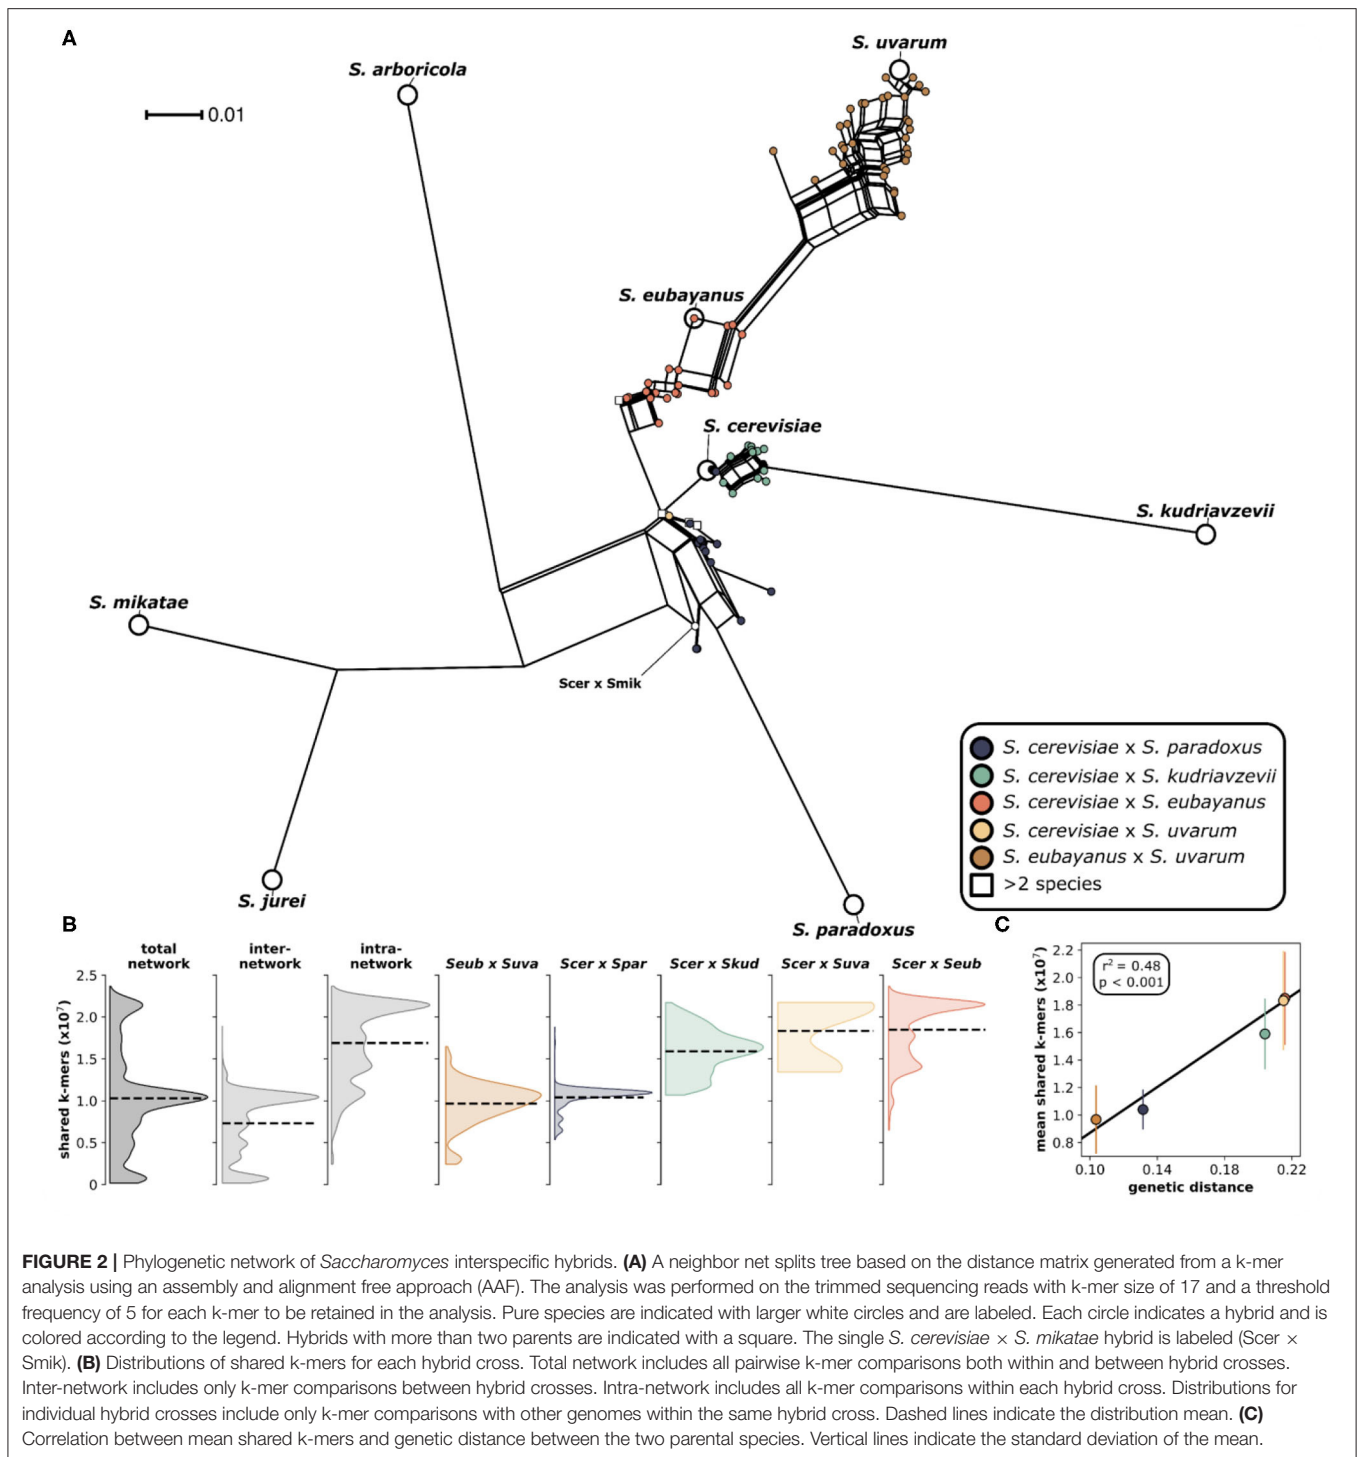 A
S. uvarum
S. arboricola
0.01
S. eubayanus
S. cerevisiae
S. kudriavzevii
S. mikatae
Scer x Smik
S. cerevisiae x S. paradoxus
S. cerevisiae x S. kudriavzevii
S. cerevisiae x S. eubayanus
S. cerevisiae x S. uvarum
S. eubayanus x S. uvarum
>2 species
S. jurei
S. paradoxus
B
total network
inter-network
intra-network
Seub x Suva
Scer x Spar
Scer x Skud
Scer x Suva
Scer x Seub
shared k-mers (x10⁷)
2.5
2.0
1.5
1.0
0.5
0
C
mean shared k-mers (x10⁷)
2.2
2.0
1.8
1.6
1.4
1.2
1.0
0.8
r² = 0.48
p < 0.001
0.10 0.14 0.18 0.22
genetic distance
FIGURE 2 | Phylogenetic network of Saccharomyces interspecific hybrids. (A) A neighbor net splits tree based on the distance matrix generated from a k-mer
analysis using an assembly and alignment free approach (AAF). The analysis was performed on the trimmed sequencing reads with k-mer size of 17 and a threshold
frequency of 5 for each k-mer to be retained in the analysis. Pure species are indicated with larger white circles and are labeled. Each circle indicates a hybrid and is
colored according to the legend. Hybrids with more than two parents are indicated with a square. The single S. cerevisiae × S. mikatae hybrid is labeled (Scer ×
Smik). (B) Distributions of shared k-mers for each hybrid cross. Total network includes all pairwise k-mer comparisons both within and between hybrid crosses.
Inter-network includes only k-mer comparisons between hybrid crosses. Intra-network includes all k-mer comparisons within each hybrid cross. Distributions for
individual hybrid crosses include only k-mer comparisons with other genomes within the same hybrid cross. Dashed lines indicate the distribution mean. (C)
Correlation between mean shared k-mers and genetic distance between the two parental species. Vertical lines indicate the standard deviation of the mean.